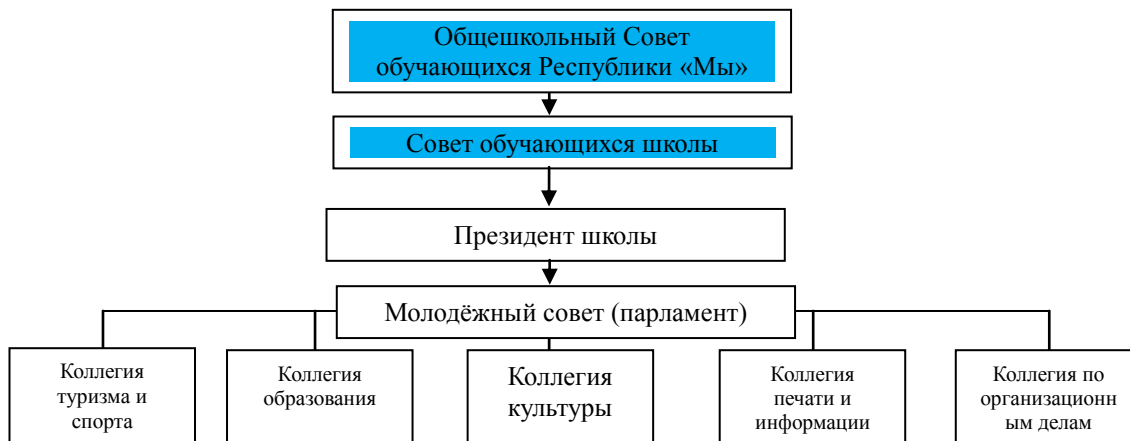 Общешкольный Совет
обучающихся Республики «Мы»
Совет обучающихся школы
Президент школы
Молодёжный совет (парламент)
Коллегия
туризма и
спорта
Коллегия
образования
Коллегия
культуры
Коллегия
печати и
информации
Коллегия по
организационн
ым делам